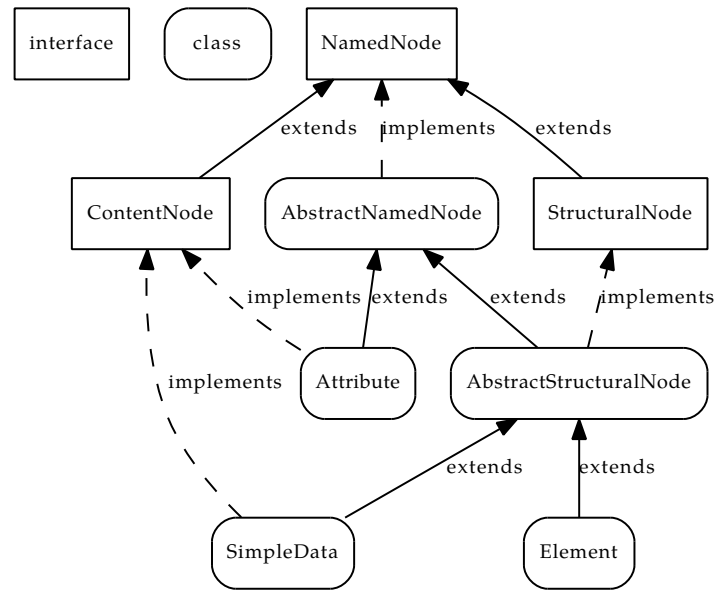 interface
class
NamedNode
extends
implements
extends
ContentNode
AbstractNamedNode
StructuralNode
implements
extends
extends
implements
implements
Attribute
AbstractStructuralNode
extends
extends
SimpleData
Element